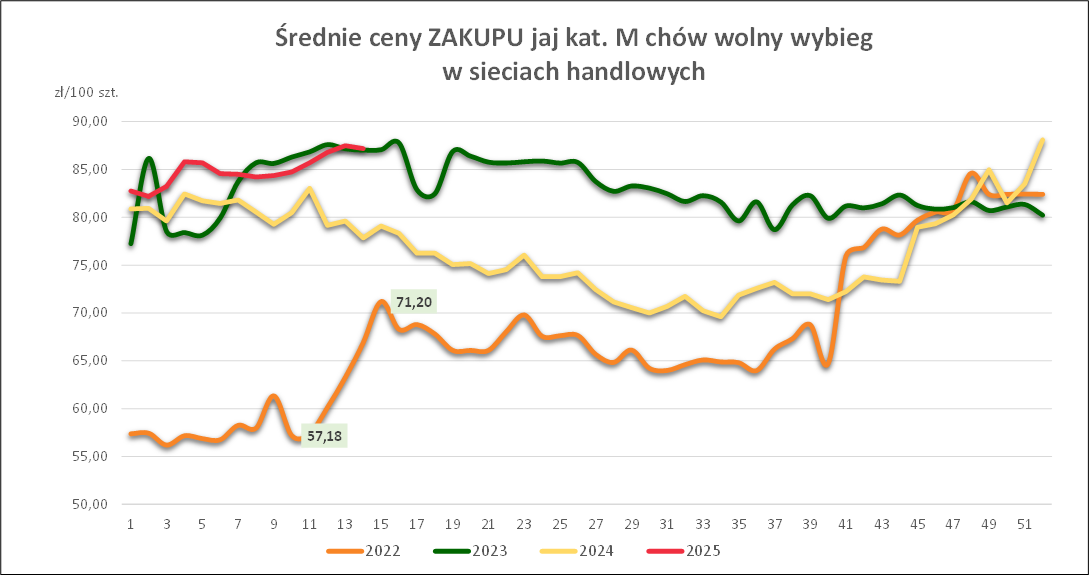 Średnie ceny ZAKUPU jaj kat. M chów wolny wybieg
w sieciach handlowych
zł/100 szt.
90,00
85,00
80,00
75,00
70,00
65,00
60,00
55,00
50,00
71,20
57,18
1 3 5 7 9 11 13 15 17 19 21 23 25 27 29 31 33 35 37 39 41 43 45 47 49 51
2022 2023 2024 2025